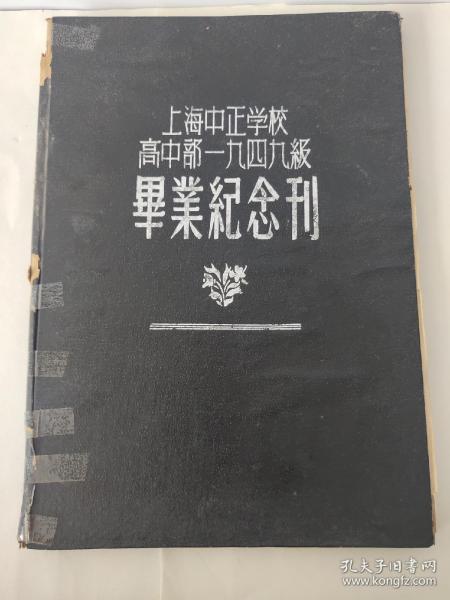 上海中正学校
高中部一九四九級
畢業紀念刊
孔夫子旧书网
www.kongfz.com